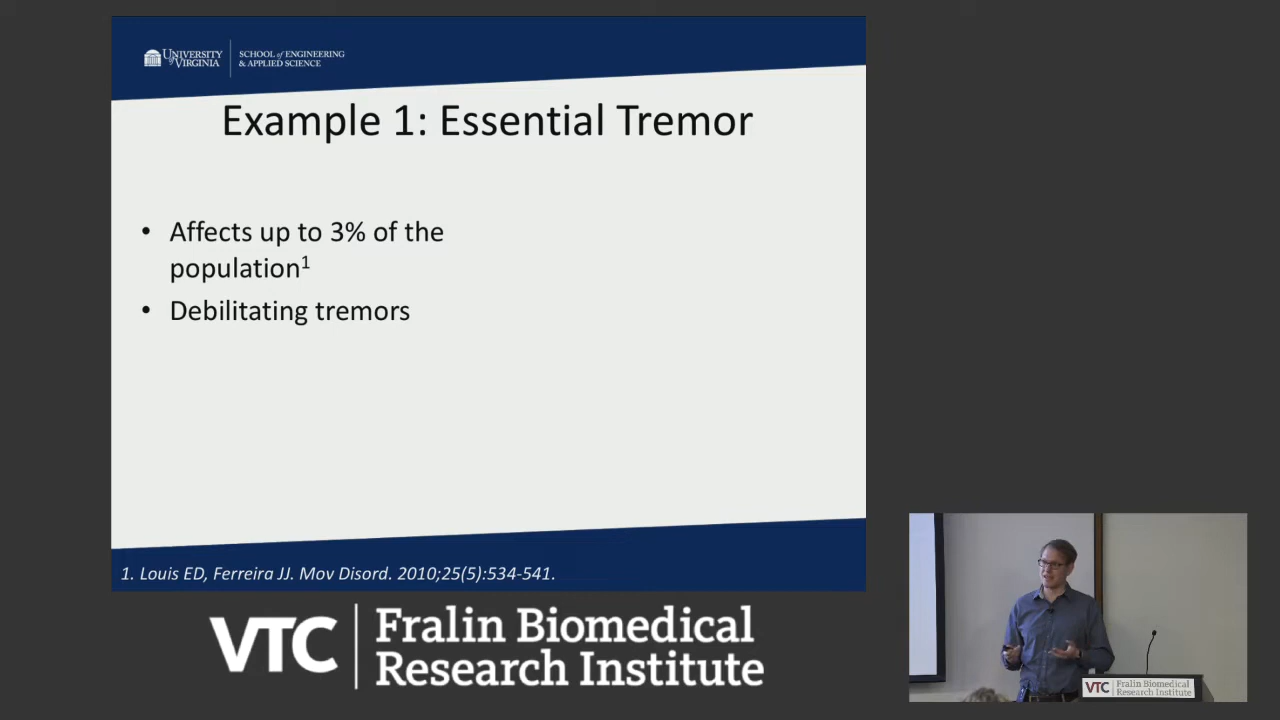 UNIVERSITY of VIRGINIA
SCHOOL of ENGINEERING
& APPLIED SCIENCE
Example 1: Essential Tremor
• Affects up to 3% of the
population1
• Debilitating tremors
1. Louis ED, Ferreira JJ. Mov Disord. 2010;25(5):534-541.
VTC
Fralin Biomedical
Research Institute
VTC
Fralin Biomedical
Research Institute